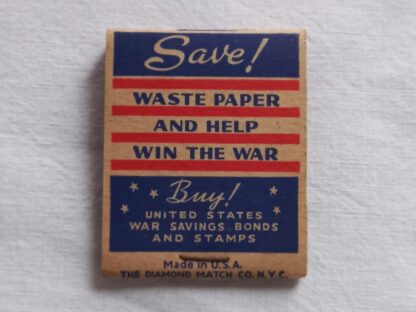 Save!
WASTE PAPER
AND HELP
WIN THE WAR
Buy!
UNITED STATES
WAR SAVINGS BONDS
AND STAMPS
Made in U.S.A.
THE DIAMOND MATCH CO. N.Y.C.